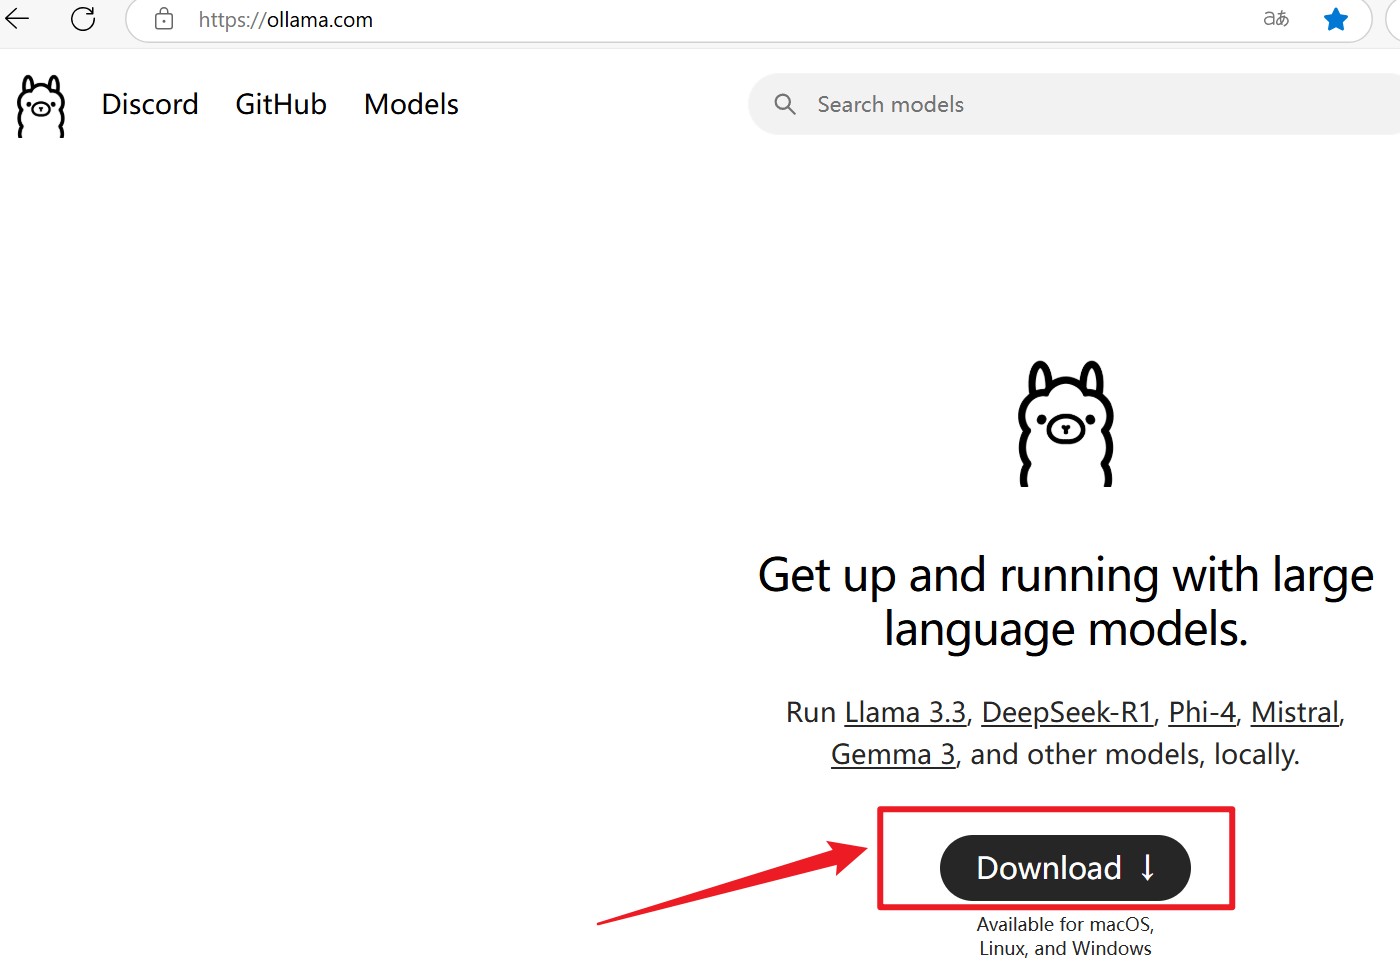 https://ollama.com
aあ
Discord GitHub Models
Search models
Get up and running with large
language models.
Run Llama 3.3, DeepSeek-R1, Phi-4, Mistral,
Gemma 3, and other models, locally.
Download ↓
Available for macOS,
Linux, and Windows